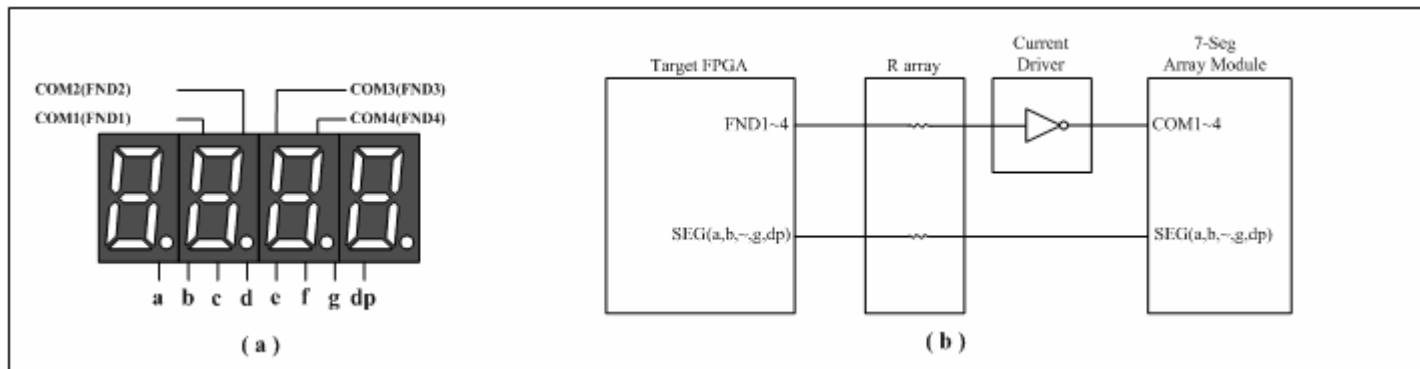 COM2(FND2)
COM3(FND3)
COM1(FND1)
COM4(FND4)
a b c d e f g dp
( a )
Target FPGA
R array
Current
Driver
7-Seg
Array Module
FND1~4
COM1~4
SEG(a,b,~,g,dp)
SEG(a,b,~,g,dp)
( b )